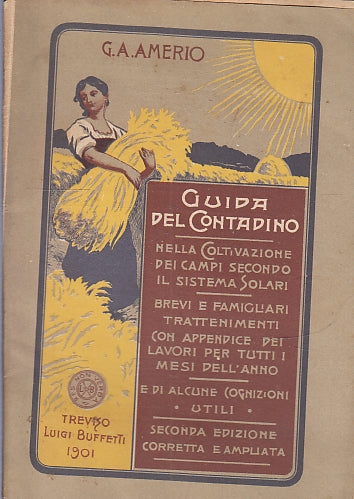 G.A.AMERIO
GUIDA
DEL CONTADINO
NELLA COLTIVAZIONE
DEI CAMPI SECONDO
IL SISTEMA SOLARI
BREVI E FAMIGLIARI
TRATTENIMENTI
CON APPENDICE DEI
LAVORI PER TUTTI I
MESI DELL'ANNO
E DI ALCUNE COGNIZIONI
• UTILI •
SECONDA EDIZIONE
CORRETTA E AMPLIATA
TREVISO
LUIGI BUFFETTI
1901